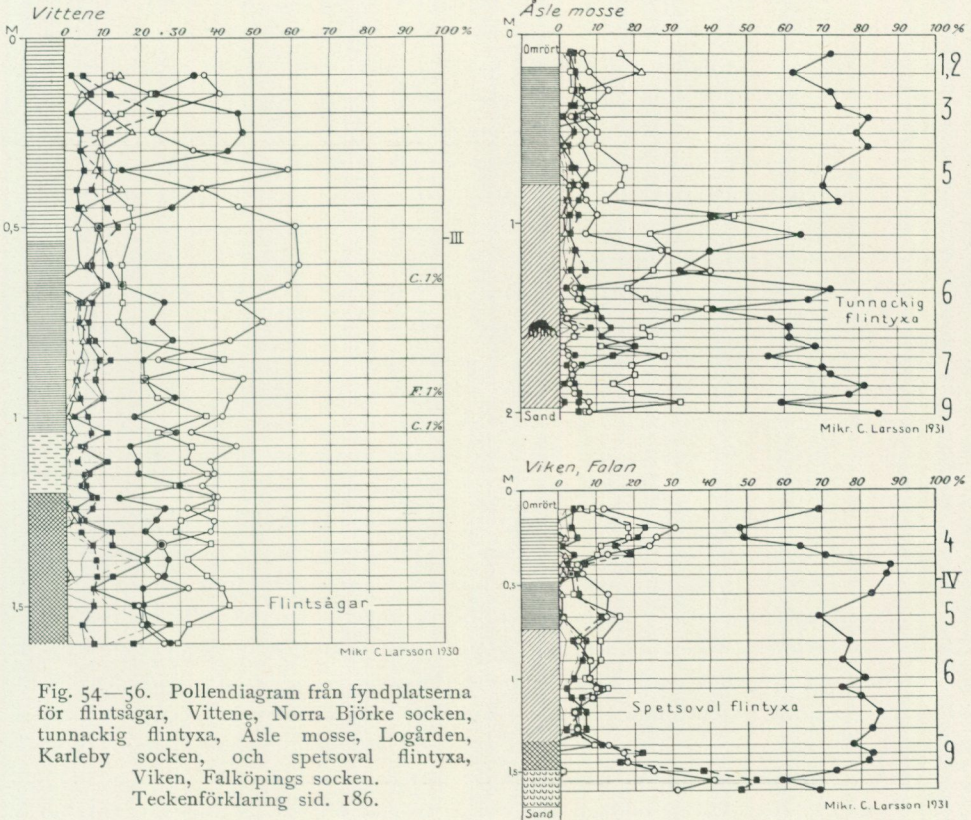 Vittene
M
0 10 20 30 40 50 60 70 80 90 100%
0
0,5
III
C. 1%
F. 1%
1
C. 1%
1,5
Flintsågar
Mikr. C. Larsson 1930
Fig. 54—56. Pollendiagram från fyndplatserna
för flintsågar, Vittene, Norra Björke socken,
tunnackig flintyxa, Åsle mosse, Logården,
Karleby socken, och spetsoval flintyxa,
Viken, Falköpings socken.
Teckenförklaring sid. 186.
Åsle mosse
M
0 10 20 30 40 50 60 70 80 90 100%
0
Omrört
1,2
3
5
1
6
Tunnackig
flintyxa
7
9
2
Sand
Mikr. C. Larsson 1931
Viken, Falan
M
0 10 20 30 40 50 60 70 80 90 100%
0
Omrört
4
IV
0,5
5
6
1
Spetsoval flintyxa
9
1,5
Sand
Mikr. C. Larsson 1931